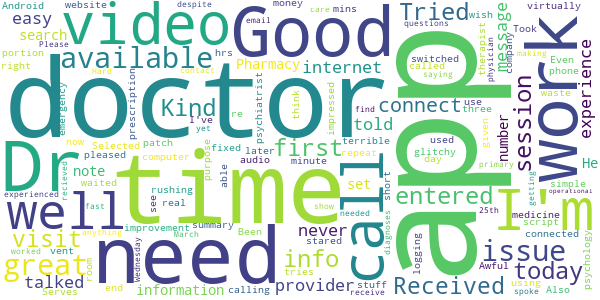 Android website money care mins virtually
despite
email
Please
easy search
video
Good
Tried message
wish
therapist
physician
company
questions
making
portion available
internet
switched
called saying
Even
phone
right
Pharmacy
connect use
three waste
experience
emergency
Hard
contact
doctor
app
work
prescription
psychiatrist
think
impressed
told
number
given
session
Kind
re
I've
yet
find
used
glitchy
primary
Dr
now patch
Selected
fixed later
first
terrible
day
He
pleased
computer
purpose
audio
minute
repeat
entered
I'm
simple
getting
experienced
note
waited
able
time
call
set
never
logging
medicine
script
recieved
well
rushing
see real
show
needed
short
connected
25th
fast
issue
improvement summary
stared
info
tries
diagnoses
visit
vent
March
Been
need
stuff
Awful
today
anything
operational
great
worked
Wednesday
room
calling
provider
receive
using
psychology
talked
end
information
Received
spoke
Serves
hrs
Also
Took